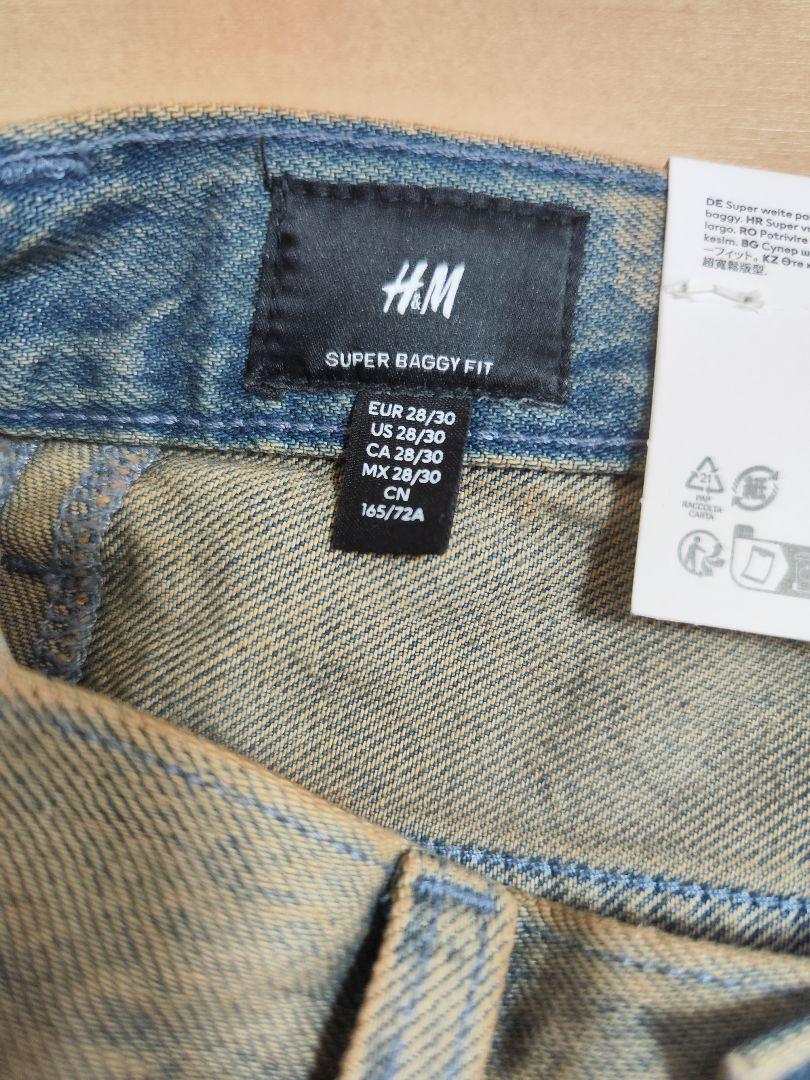 H&M
SUPER BAGGY FIT
EUR 28/30
US 28/30
CA 28/30
MX 28/30
CN
165/72A
DE Super weite
baggy. HR Super
largo. RO Potrivire
kesim. BG Супер
ーフィット。 KZ Өте
超寬鬆版型.
21
PAP
RACCOLTA
CARTA
紙